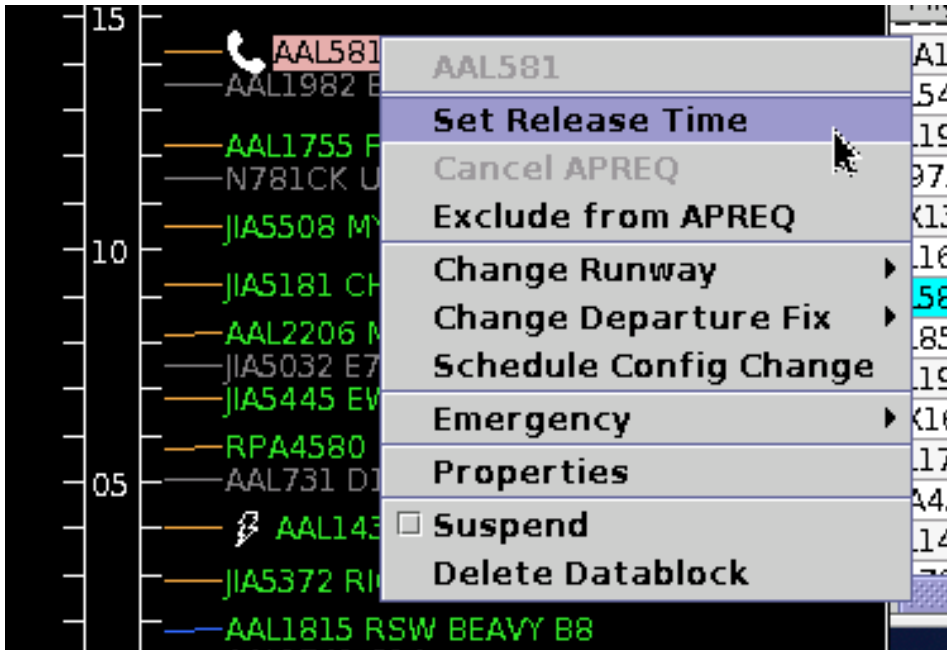 15
AAL581
AAL1982
AAL1755
N781CK
JIA5508
10
JIA5181
AAL2206
JIA5032
JIA5445
RPA4580
05
AAL731
AAL143
JIA5372
AAL1815 RSW BEAVY B8
AAL581
Set Release Time
Cancel APREQ
Exclude from APREQ
Change Runway
Change Departure Fix
Schedule Config Change
Emergency
Properties
Suspend
Delete Datablock